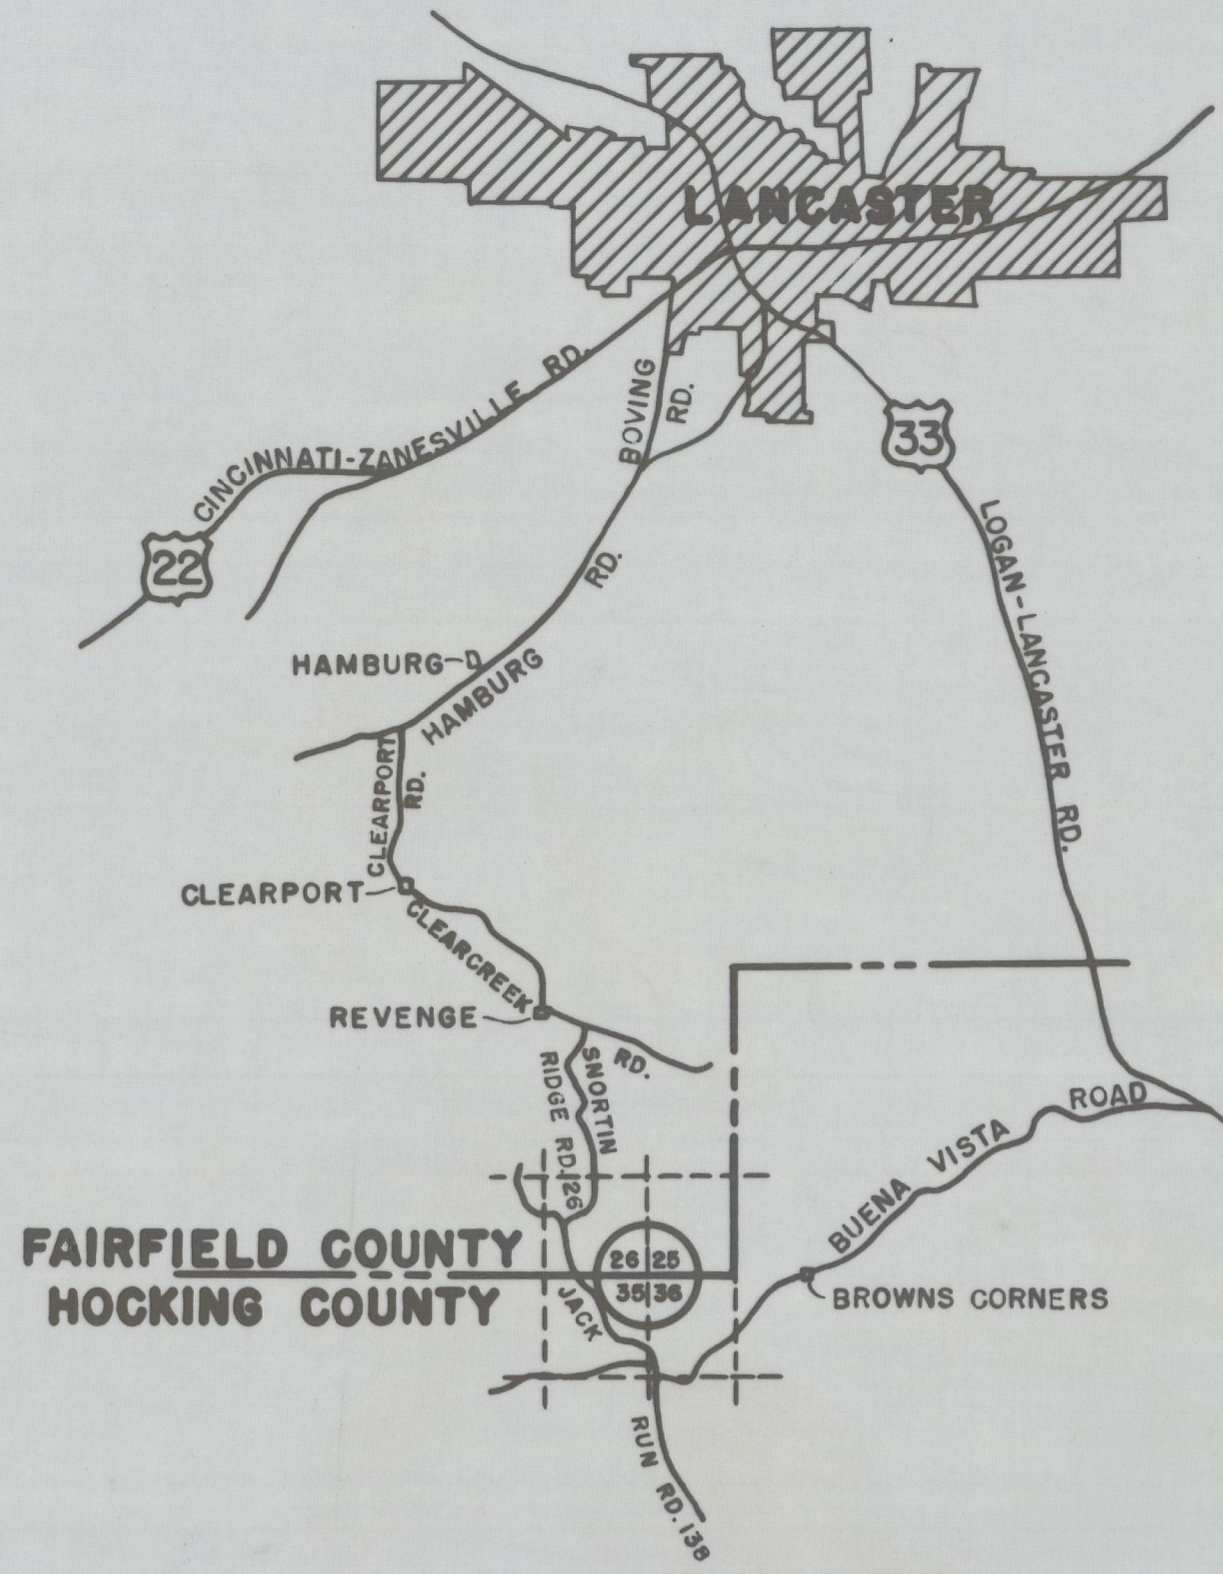 LANCASTER
CINCINNATI-ZANESVILLE RD.
BOVING RD.
33
22
LOGAN-LANCASTER RD.
HAMBURG
HAMBURG RD.
CLEARPORT RD.
CLEARPORT
CLEARCREEK RD.
REVENGE
SNORTIN
RIDGE RD. 126
BUENA VISTA ROAD
FAIRFIELD COUNTY
HOCKING COUNTY
26 25
35 36
BROWNS CORNERS
JACK RUN RD. 138